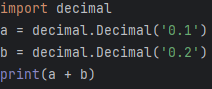 import decimal
a = decimal.Decimal('0.1')
b = decimal.Decimal('0.2')
print(a + b)